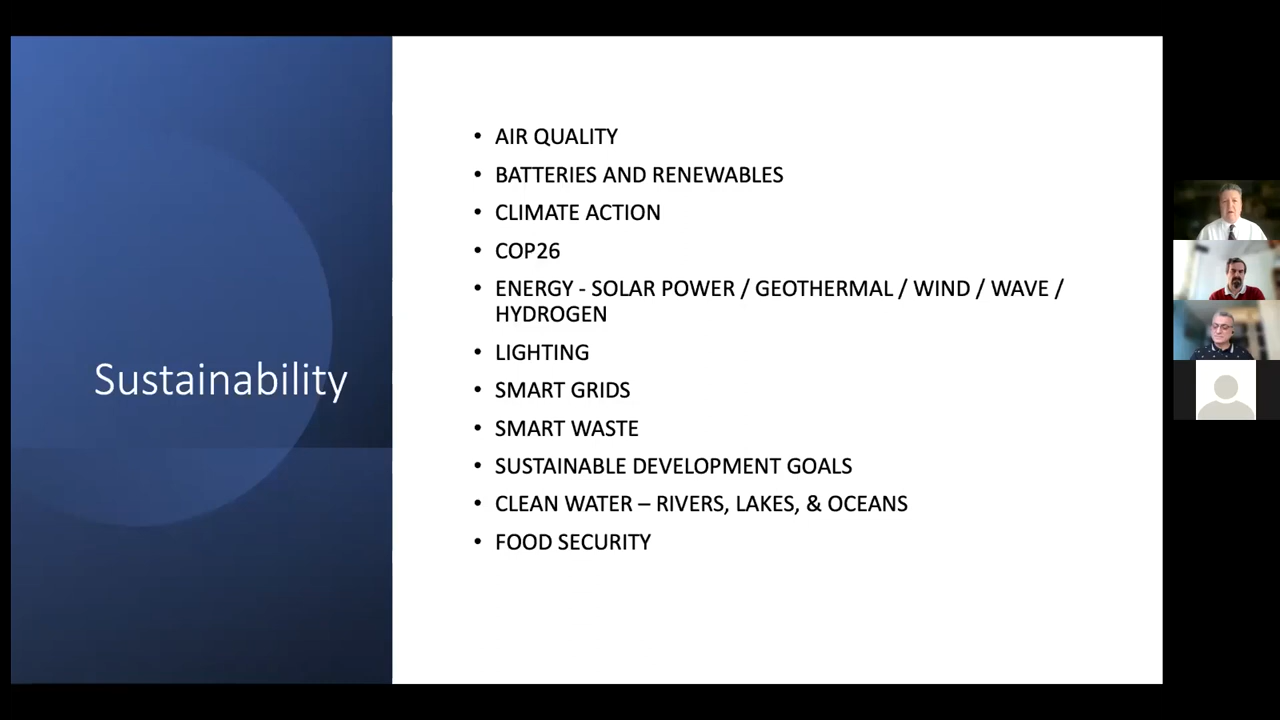 Sustainability
• AIR QUALITY
• BATTERIES AND RENEWABLES
• CLIMATE ACTION
• COP26
• ENERGY - SOLAR POWER / GEOTHERMAL / WIND / WAVE /
HYDROGEN
• LIGHTING
• SMART GRIDS
• SMART WASTE
• SUSTAINABLE DEVELOPMENT GOALS
• CLEAN WATER – RIVERS, LAKES, & OCEANS
• FOOD SECURITY